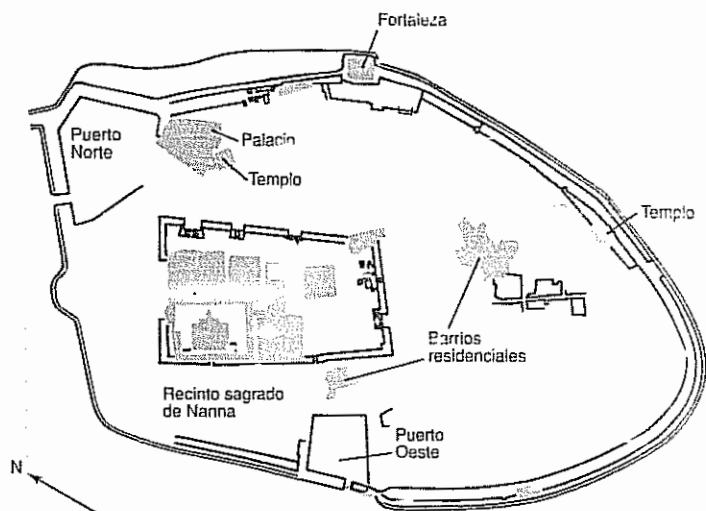 Fortaleza
Puerto
Norte
Palacio
Templo
Templo
Barrios
residenciales
Recinto sagrado
de Nanna
Puerto
Oeste
N